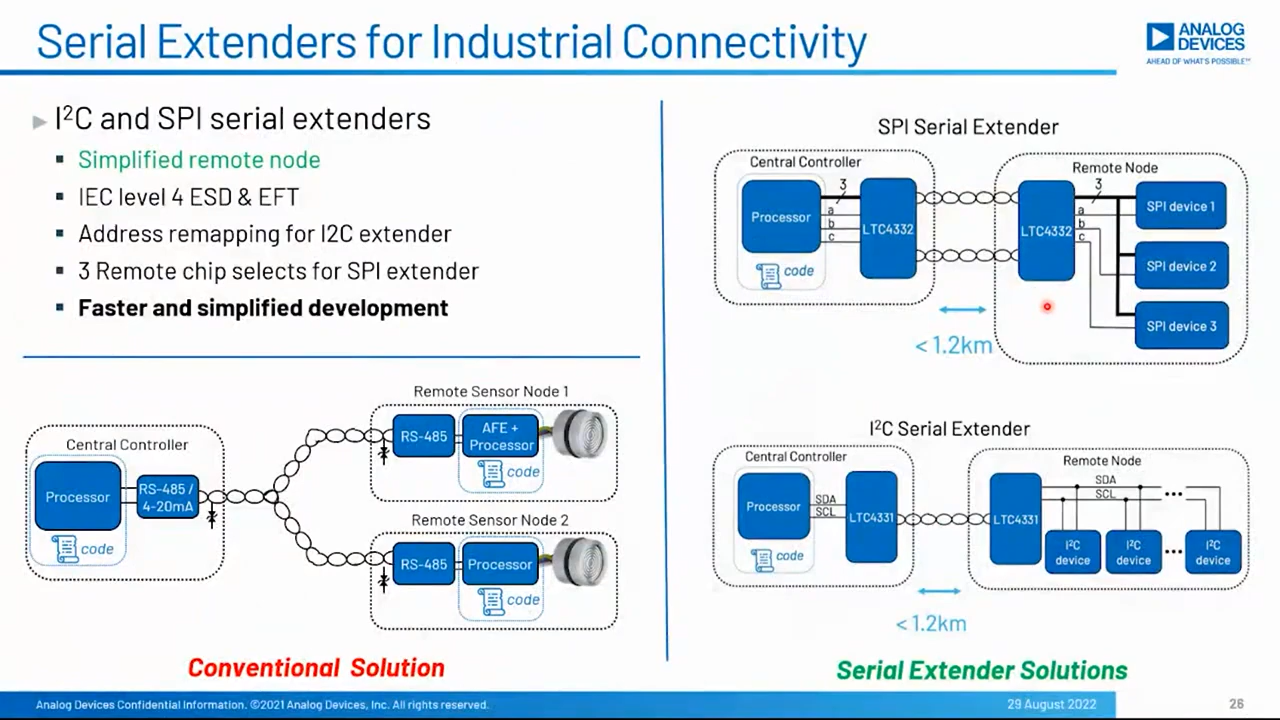 Serial Extenders for Industrial Connectivity
ANALOG
DEVICES
AHEAD OF WHAT'S POSSIBLE™
I²C and SPI serial extenders
Simplified remote node
IEC level 4 ESD & EFT
Address remapping for I2C extender
3 Remote chip selects for SPI extender
Faster and simplified development
Central Controller
Processor
RS-485 /
4-20mA
code
Remote Sensor Node 1
RS-485
AFE +
Processor
code
Remote Sensor Node 2
RS-485
Processor
code
Conventional Solution
SPI Serial Extender
Central Controller
Processor
3
a
b
c
LTC4332
code
< 1.2km
Remote Node
LTC4332
3
a
b
c
SPI device 1
SPI device 2
SPI device 3
I²C Serial Extender
Central Controller
Processor
SDA
SCL
LTC4331
code
< 1.2km
Remote Node
LTC4331
SDA
SCL
I²C
device
I²C
device
I²C
device
Serial Extender Solutions
Analog Devices Confidential Information. ©2021 Analog Devices, Inc. All rights reserved.
29 August 2022
26